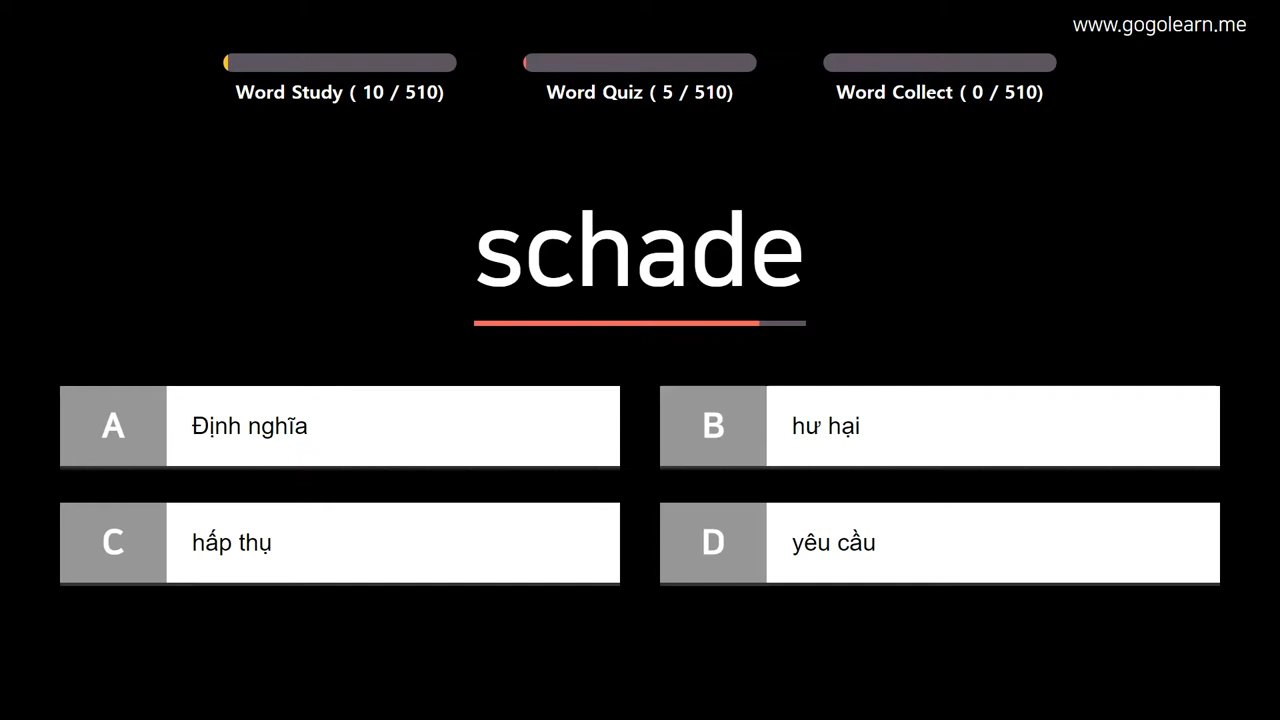 www.gogolearn.me
Word Study ( 10 / 510)
Word Quiz ( 5 / 510)
Word Collect ( 0 / 510)
schade
A
Định nghĩa
B
hư hại
C
hấp thụ
D
yêu cầu